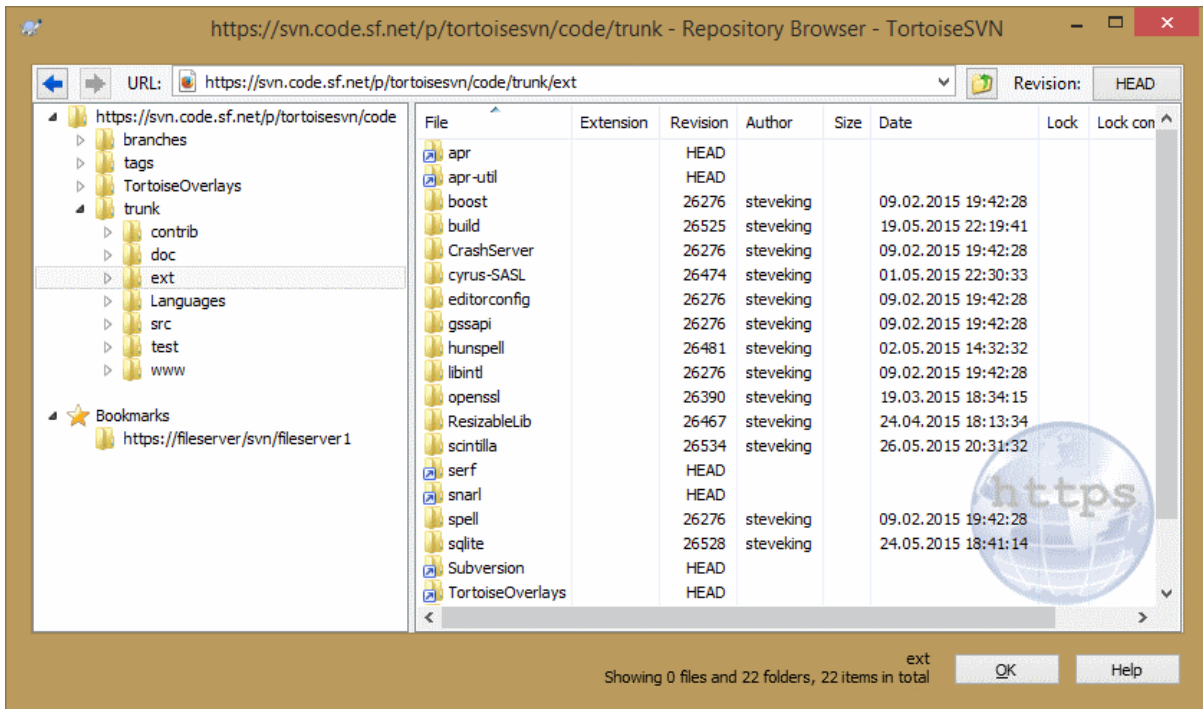 https://svn.code.sf.net/p/tortoisesvn/code/trunk - Repository Browser - TortoiseSVN
URL: https://svn.code.sf.net/p/tortoisesvn/code/trunk/ext Revision: HEAD
https://svn.code.sf.net/p/tortoisesvn/code
branches
tags
TortoiseOverlays
trunk
contrib
doc
ext
Languages
src
test
www
Bookmarks
https://fileserver/svn/fileserver1
File Extension Revision Author Size Date Lock Lock com
apr HEAD
apr-util HEAD
boost 26276 steveking 09.02.2015 19:42:28
build 26525 steveking 19.05.2015 22:19:41
CrashServer 26276 steveking 09.02.2015 19:42:28
cyrus-SASL 26474 steveking 01.05.2015 22:30:33
editorconfig 26276 steveking 09.02.2015 19:42:28
gssapi 26276 steveking 09.02.2015 19:42:28
hunspell 26481 steveking 02.05.2015 14:32:32
libintl 26276 steveking 09.02.2015 19:42:28
openssl 26390 steveking 19.03.2015 18:34:15
ResizableLib 26467 steveking 24.04.2015 18:13:34
scintilla 26534 steveking 26.05.2015 20:31:32
serf HEAD
snarl HEAD
spell 26276 steveking 09.02.2015 19:42:28
sqlite 26528 steveking 24.05.2015 18:41:14
Subversion HEAD
TortoiseOverlays HEAD
https
ext
Showing 0 files and 22 folders, 22 items in total
OK Help